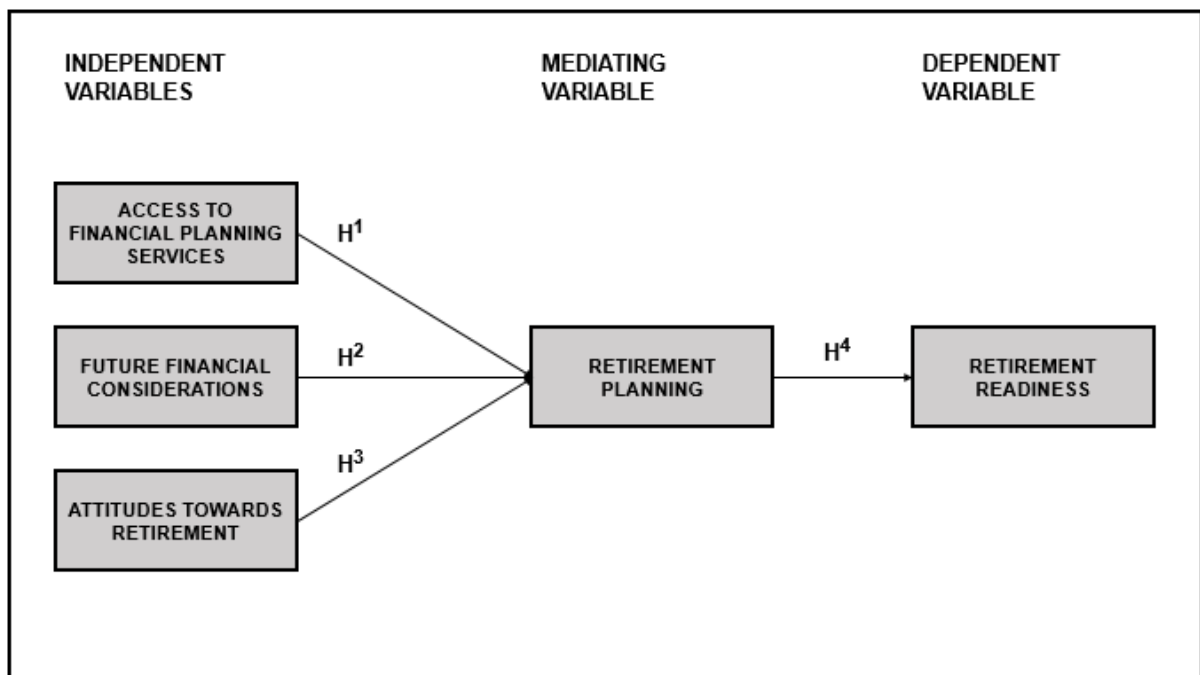 INDEPENDENT
VARIABLES
MEDIATING
VARIABLE
DEPENDENT
VARIABLE
ACCESS TO
FINANCIAL PLANNING
SERVICES
H¹
FUTURE FINANCIAL
CONSIDERATIONS
H²
ATTITUDES TOWARDS
RETIREMENT
H³
RETIREMENT
PLANNING
H⁴
RETIREMENT
READINESS